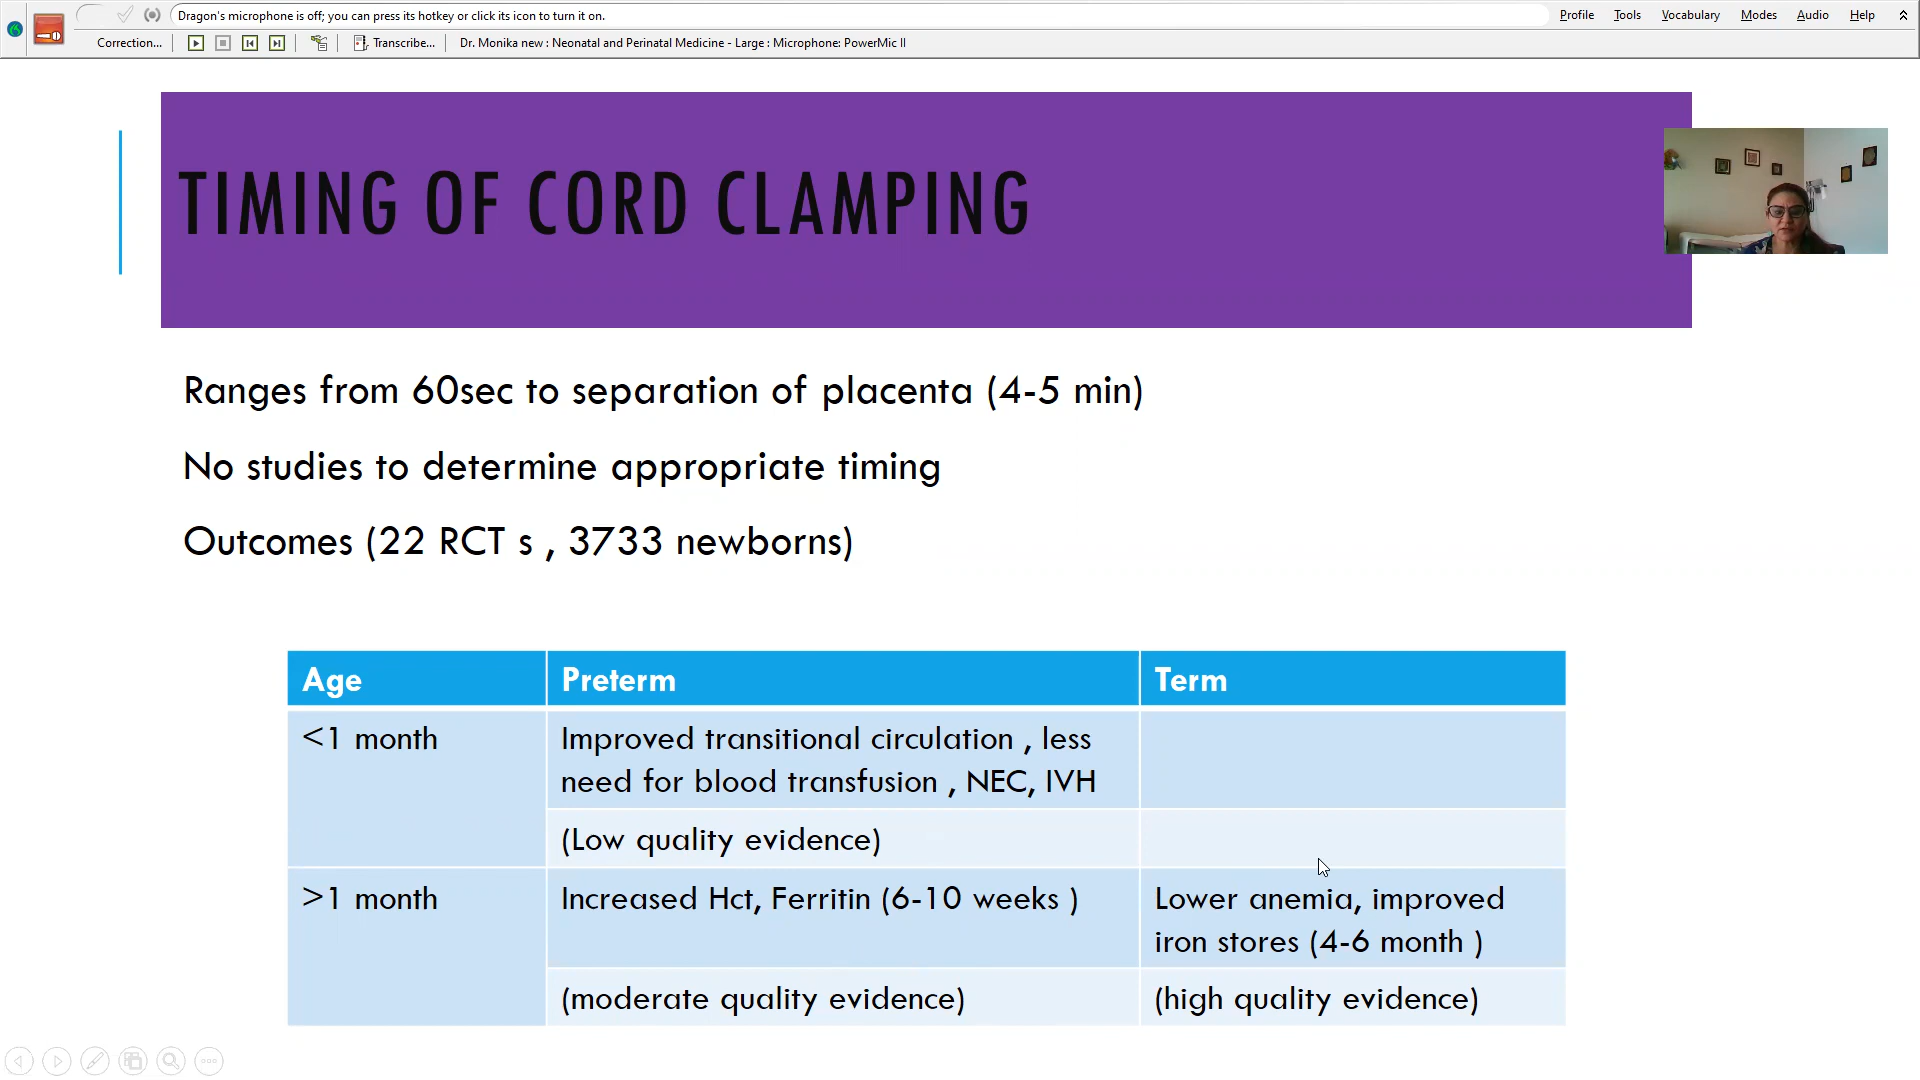 Dragon's microphone is off; you can press its hotkey or click its icon to turn it on.
Profile Tools Vocabulary Modes Audio Help
Correction... Transcribe... Dr. Monika new : Neonatal and Perinatal Medicine - Large : Microphone: PowerMic II
TIMING OF CORD CLAMPING
Ranges from 60sec to separation of placenta (4-5 min)
No studies to determine appropriate timing
Outcomes (22 RCT s , 3733 newborns)
Age Preterm Term
<1 month Improved transitional circulation , less
need for blood transfusion , NEC, IVH
(Low quality evidence)
>1 month Increased Hct, Ferritin (6-10 weeks ) Lower anemia, improved
iron stores (4-6 month )
(moderate quality evidence) (high quality evidence)